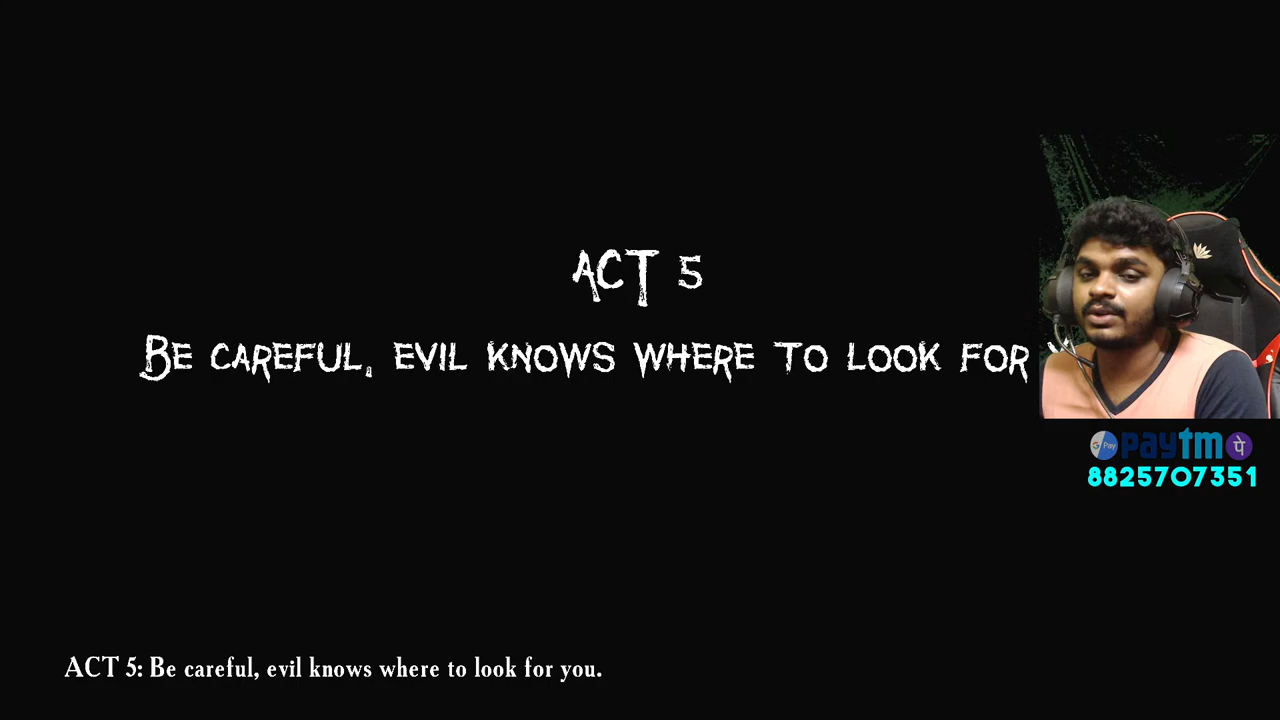 ACT 5
BE CAREFUL, EVIL KNOWS WHERE TO LOOK FOR
G Pay paytm पे
8825707351
ACT 5: Be careful, evil knows where to look for you.